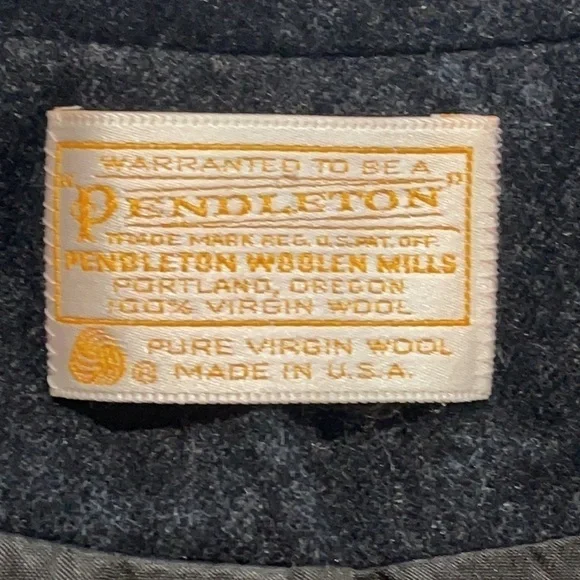 WARRANTED TO BE A
"PENDLETON"
TRADE MARK REG. U.S. PAT. OFF.
PENDLETON WOOLEN MILLS
PORTLAND, OREGON
100% VIRGIN WOOL
PURE VIRGIN WOOL
® MADE IN U.S.A.